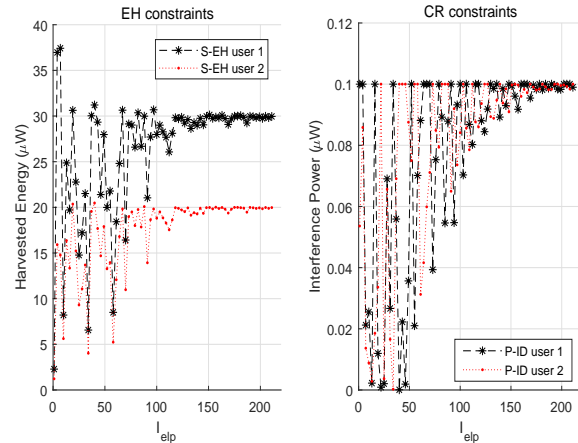 EH constraints
40
35
30
25
20
15
10
5
0
Harvested Energy (μW)
S-EH user 1
S-EH user 2
0 50 100 150 200
I_elp
CR constraints
0.12
0.1
0.08
0.06
0.04
0.02
0
Interference Power (μW)
P-ID user 1
P-ID user 2
0 50 100 150 200
I_elp